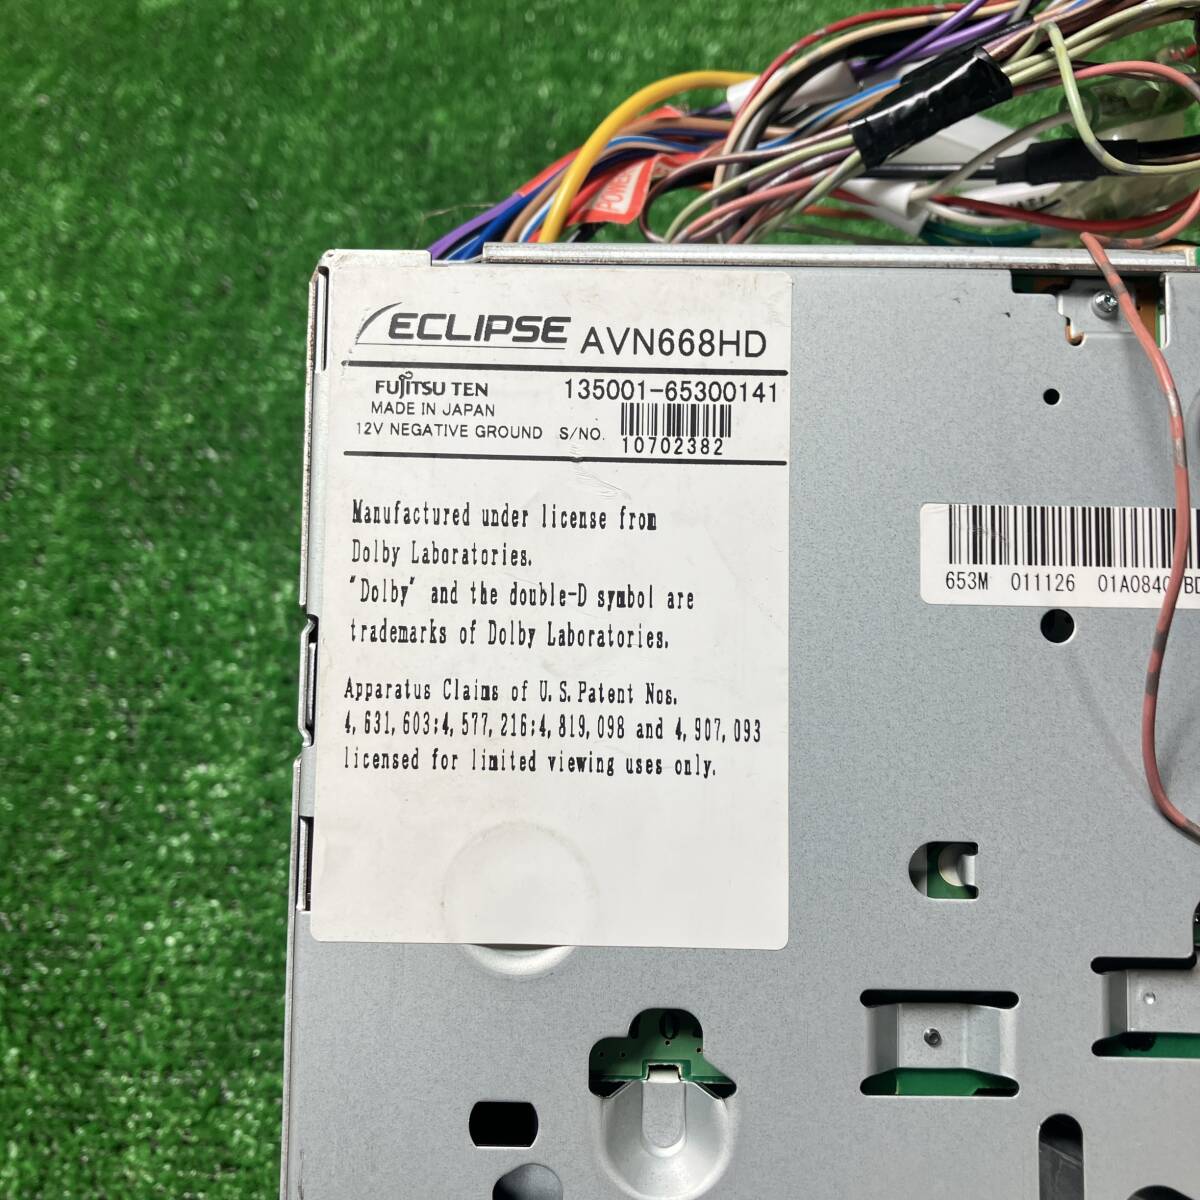 POWER
ECLIPSE AVN668HD
FUJITSU TEN 135001-65300141
MADE IN JAPAN
12V NEGATIVE GROUND S/NO.
10702382
Manufactured under license from
Dolby Laboratories.
"Dolby" and the double-D symbol are
trademarks of Dolby Laboratories.
Apparatus Claims of U.S.Patent Nos.
4,631,603;4,577,216;4,819,098 and 4,907,093
licensed for limited viewing uses only.
653M 011126